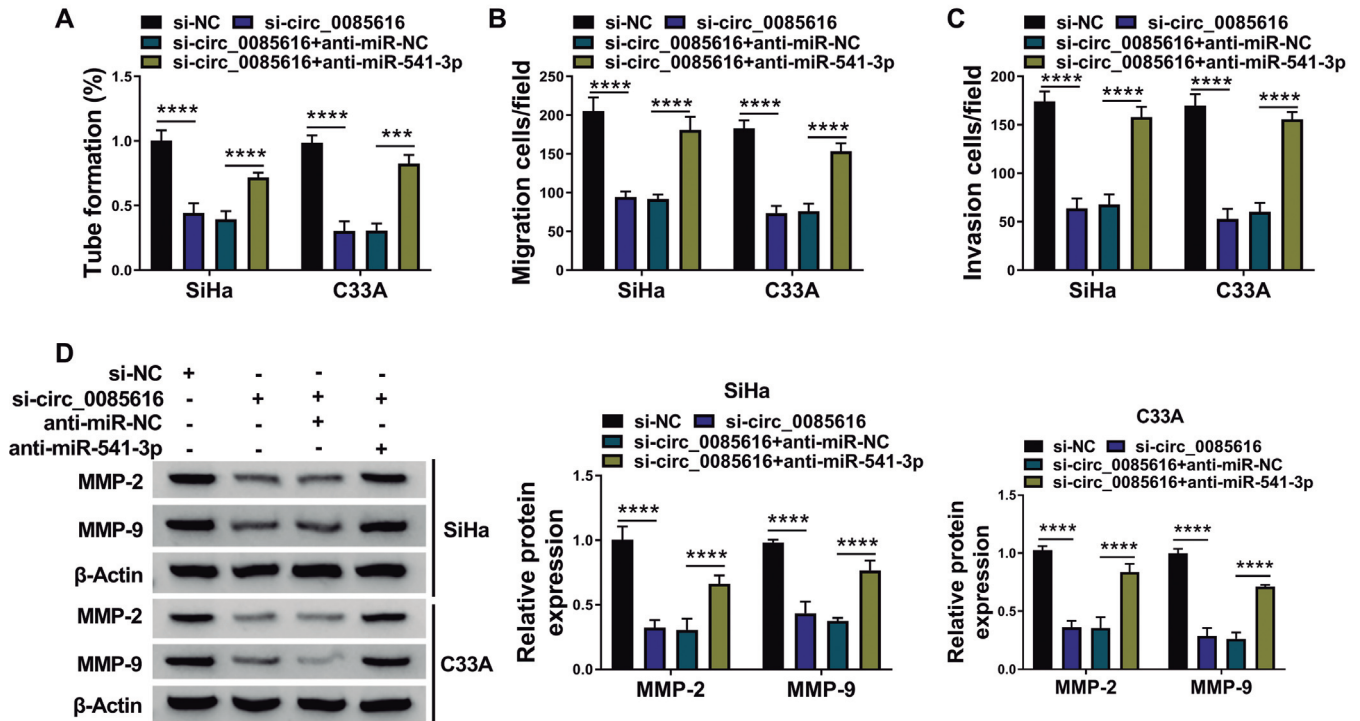 A
si-NC si-circ_0085616
si-circ_0085616+anti-miR-NC
si-circ_0085616+anti-miR-541-3p
Tube formation (%)
1.5
1.0
0.5
0.0
****
****
****
***
SiHa C33A
B
si-NC si-circ_0085616
si-circ_0085616+anti-miR-NC
si-circ_0085616+anti-miR-541-3p
Migration cells/field
250
200
150
100
50
0
****
****
****
****
SiHa C33A
C
si-NC si-circ_0085616
si-circ_0085616+anti-miR-NC
si-circ_0085616+anti-miR-541-3p
Invasion cells/field
200
150
100
50
0
****
****
****
****
SiHa C33A
D
si-NC + - - -
si-circ_0085616 - + + +
anti-miR-NC - - + -
anti-miR-541-3p - - - +
MMP-2
MMP-9
β-Actin
SiHa
MMP-2
MMP-9
β-Actin
C33A
SiHa
si-NC si-circ_0085616
si-circ_0085616+anti-miR-NC
si-circ_0085616+anti-miR-541-3p
Relative protein
expression
1.5
1.0
0.5
0.0
****
****
****
****
MMP-2 MMP-9
C33A
si-NC si-circ_0085616
si-circ_0085616+anti-miR-NC
si-circ_0085616+anti-miR-541-3p
Relative protein
expression
1.5
1.0
0.5
0.0
****
****
****
****
MMP-2 MMP-9